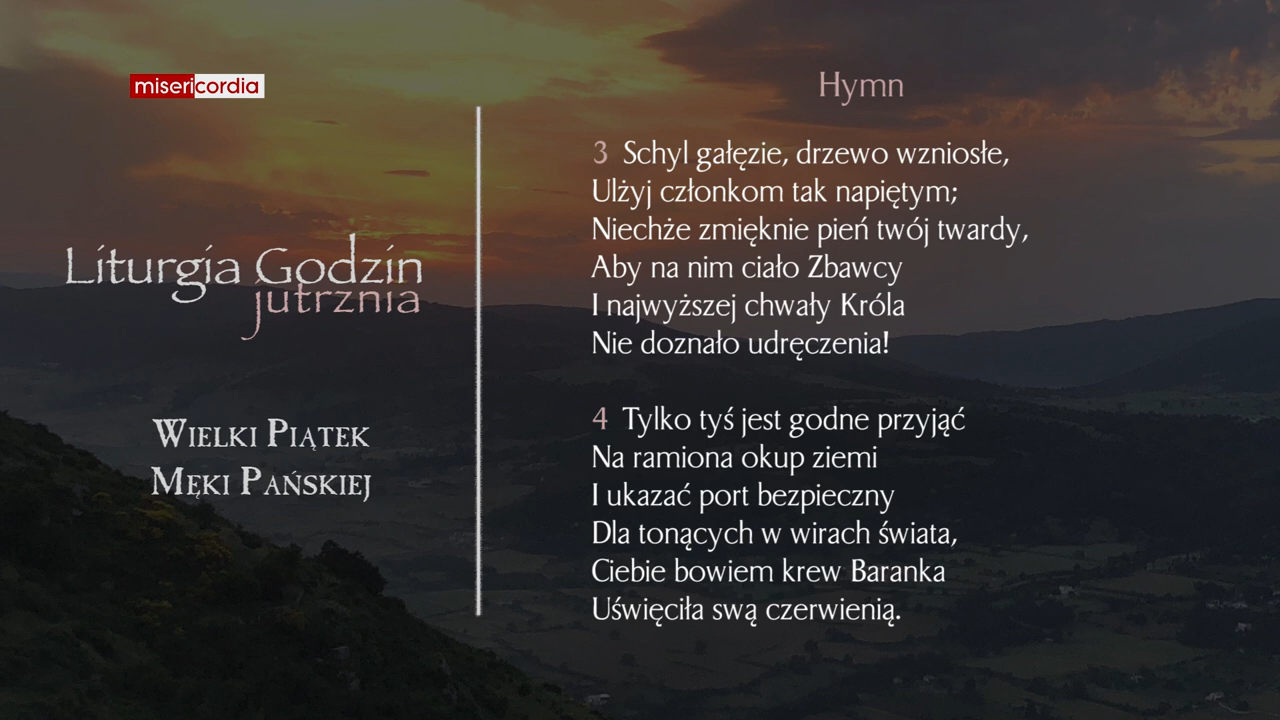 misericordia
Liturgia Godzin
jutrznia
Wielki Piątek
Męki Pańskiej
Hymn
3 Schyl gałęzie, drzewo wzniosłe,
Ulżyj członkom tak napiętym;
Niechże zmięknie pień twój twardy,
Aby na nim ciało Zbawcy
I najwyższej chwały Króla
Nie doznało udręczenia!
4 Tylko tyś jest godne przyjąć
Na ramiona okup ziemi
I ukazać port bezpieczny
Dla tonących w wirach świata,
Ciebie bowiem krew Baranka
Uświęciła swą czerwienią.